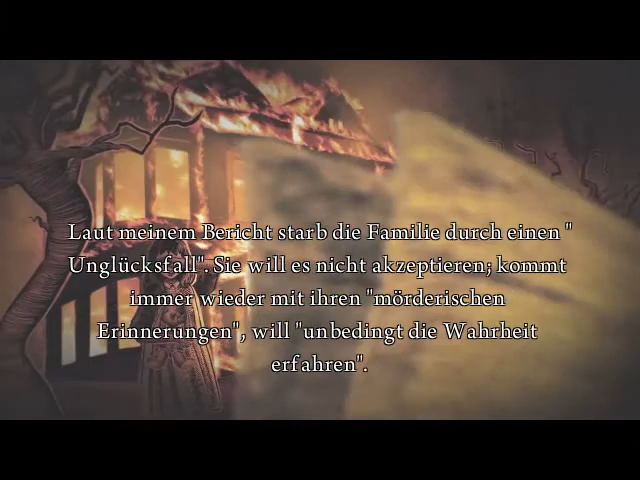 Laut meinem Bericht starb die Familie durch einen "
Unglücksfall". Sie will es nicht akzeptieren; kommt
immer wieder mit ihren "mörderischen
Erinnerungen", will "unbedingt die Wahrheit
erfahren".